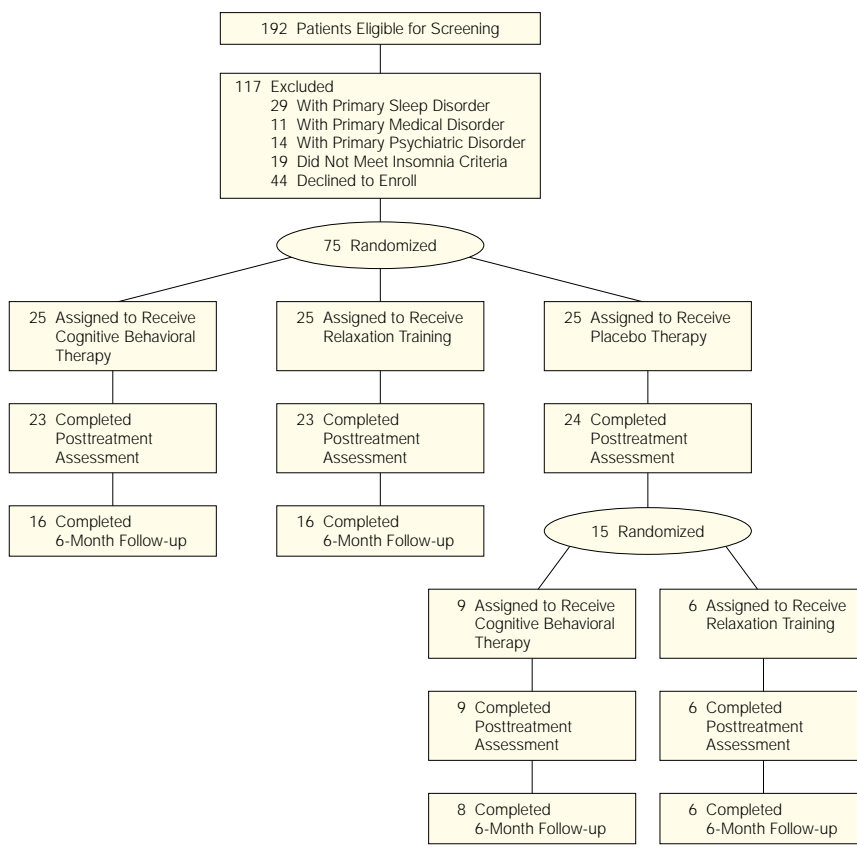 192 Patients Eligible for Screening
117 Excluded
29 With Primary Sleep Disorder
11 With Primary Medical Disorder
14 With Primary Psychiatric Disorder
19 Did Not Meet Insomnia Criteria
44 Declined to Enroll
75 Randomized
25 Assigned to Receive
Cognitive Behavioral
Therapy
25 Assigned to Receive
Relaxation Training
25 Assigned to Receive
Placebo Therapy
23 Completed
Posttreatment
Assessment
23 Completed
Posttreatment
Assessment
24 Completed
Posttreatment
Assessment
16 Completed
6-Month Follow-up
16 Completed
6-Month Follow-up
15 Randomized
9 Assigned to Receive
Cognitive Behavioral
Therapy
6 Assigned to Receive
Relaxation Training
9 Completed
Posttreatment
Assessment
6 Completed
Posttreatment
Assessment
8 Completed
6-Month Follow-up
6 Completed
6-Month Follow-up